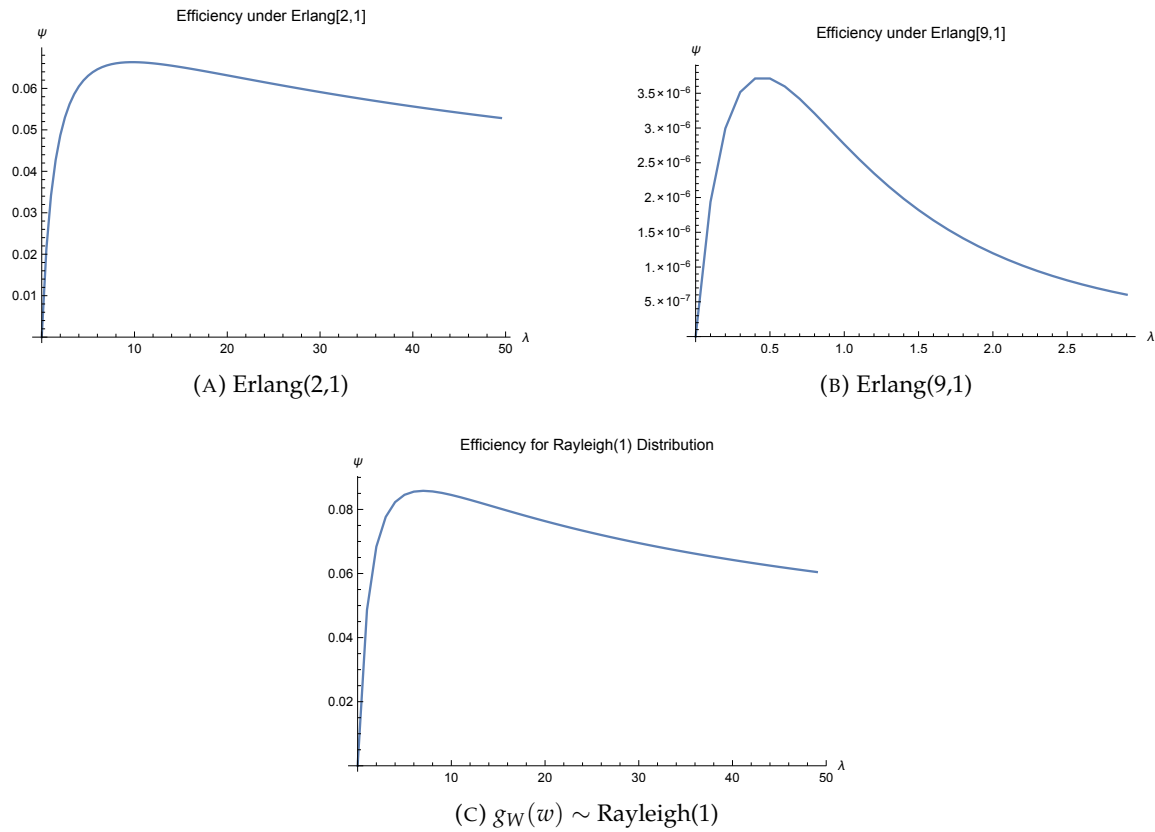 Efficiency under Erlang[2,1]
ψ
0.06
0.05
0.04
0.03
0.02
0.01
10 20 30 40 50 λ
(A) Erlang(2,1)
Efficiency under Erlang[9,1]
ψ
3.5×10⁻⁶
3.×10⁻⁶
2.5×10⁻⁶
2.×10⁻⁶
1.5×10⁻⁶
1.×10⁻⁶
5.×10⁻⁷
0.5 1.0 1.5 2.0 2.5 λ
(B) Erlang(9,1)
Efficiency for Rayleigh(1) Distribution
ψ
0.08
0.06
0.04
0.02
10 20 30 40 50 λ
(C) g_W(w) ∼ Rayleigh(1)